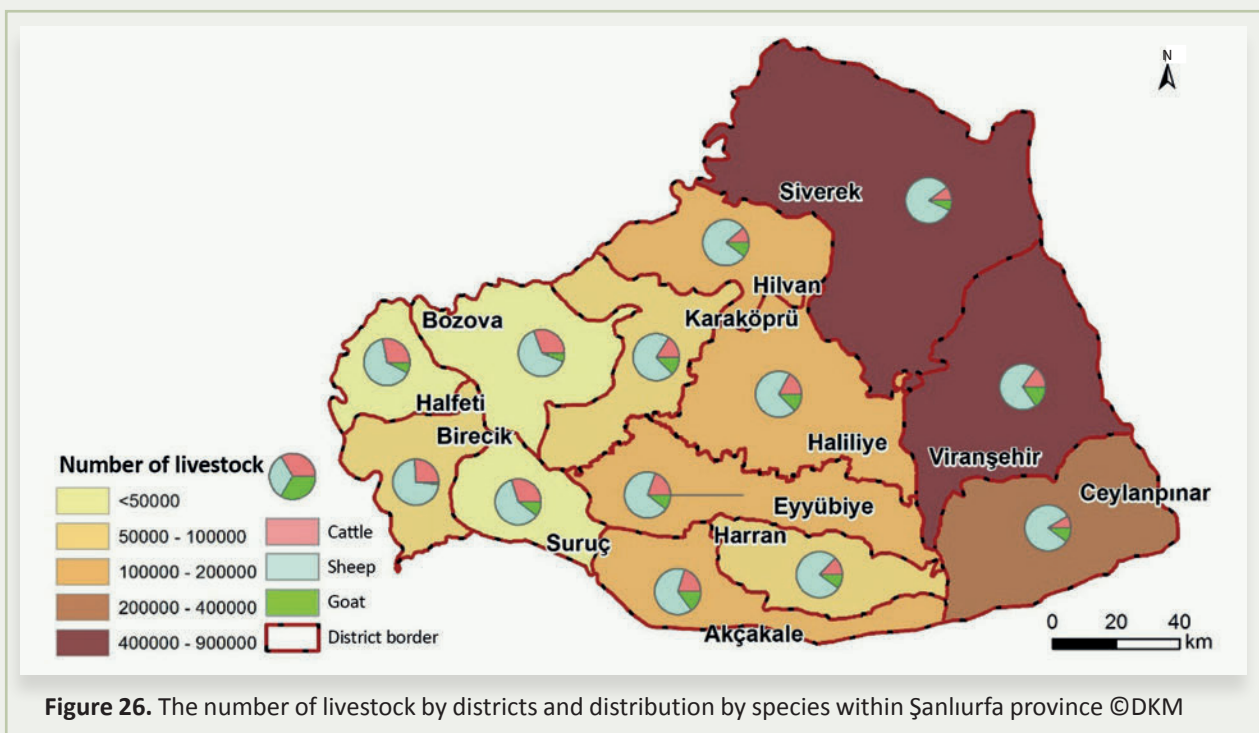 N
Siverek
Hilvan
Bozova
Karaköprü
Halfeti
Birecik
Haliliye
Viranşehir
Ceylanpınar
Eyyübiye
Harran
Suruç
Akçakale
Number of livestock
<50000
50000 - 100000
100000 - 200000
200000 - 400000
400000 - 900000
Cattle
Sheep
Goat
District border
0 20 40
km
Figure 26. The number of livestock by districts and distribution by species within Şanlıurfa province ©DKM